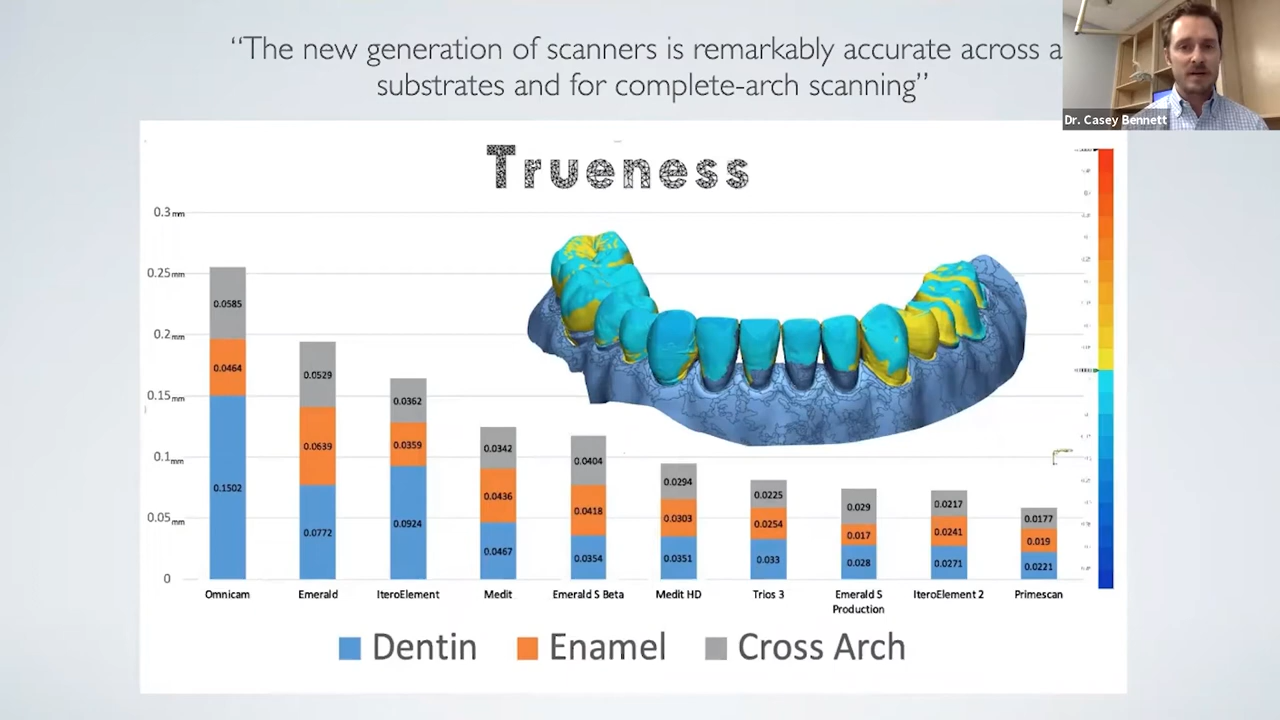 “The new generation of scanners is remarkably accurate across a
substrates and for complete-arch scanning”
Dr. Casey Bennett
Trueness
0.3mm
0.25mm
0.2mm
0.15mm
0.1mm
0.05mm
0
0.0585
0.0464
0.1502
0.0529
0.0639
0.0772
0.0362
0.0359
0.0924
0.0342
0.0436
0.0467
0.0404
0.0418
0.0354
0.0294
0.0303
0.0351
0.0225
0.0254
0.033
0.029
0.017
0.028
0.0217
0.0241
0.0271
0.0177
0.019
0.0221
Omnicam
Emerald
IteroElement
Medit
Emerald S Beta
Medit HD
Trios 3
Emerald S
Production
IteroElement 2
Primescan
Dentin Enamel Cross Arch